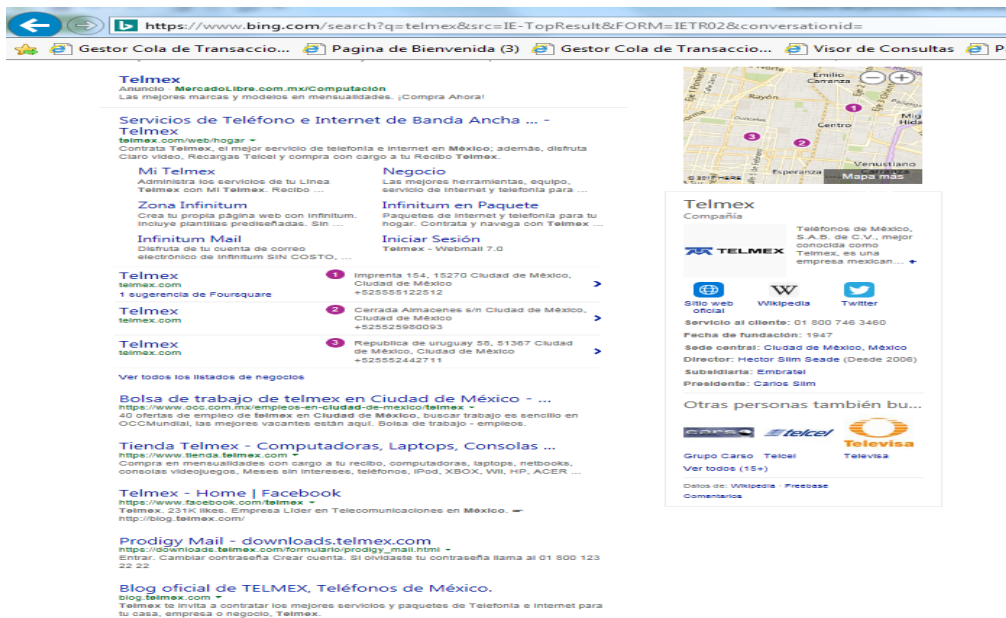 https://www.bing.com/search?q=telmex&src=IE-TopResult&FORM=IETR02&conversationid=
Gestor Cola de Transaccio... Pagina de Bienvenida (3) Gestor Cola de Transaccio... Visor de Consultas P
Telmex
Anuncio · MercadoLibre.com.mx/Computación
Las mejores marcas y modelos en mensualidades. ¡Compra Ahora!
Servicios de Teléfono e Internet de Banda Ancha ... -
Telmex
telmex.com/web/hogar
Contrata Telmex, el mejor servicio de telefonía e internet en México; además, disfruta
Claro video, Recargas Telcel y compra con cargo a tu Recibo Telmex.
Mi Telmex
Administra los servicios de tu Línea
Telmex con Mi Telmex. Recibo ...
Negocio
Las mejores herramientas, equipo,
servicio de internet y telefonía para ...
Zona Infinitum
Crea tu propia página web con Infinitum.
Incluye plantillas prediseñadas. Sin ...
Infinitum en Paquete
Paquetes de internet y telefonía para tu
hogar. Contrata y navega con Telmex ...
Infinitum Mail
Disfruta de tu cuenta de correo
electrónico de Infinitum SIN COSTO, ...
Iniciar Sesión
Telmex - Webmail 7.0
Telmex
telmex.com
1 sugerencia de Foursquare
1 Imprenta 154, 15270 Ciudad de México,
Ciudad de México
+525555122512
Telmex
telmex.com
2 Cerrada Almacenes s/n Ciudad de México,
Ciudad de México
+525525980093
Telmex
telmex.com
3 Republica de uruguay 58, 51367 Ciudad
de México, Ciudad de México
+525552442711
Ver todos los listados de negocios
Bolsa de trabajo de telmex en Ciudad de México - ...
https://www.occ.com.mx/empleos-en-ciudad-de-mexico/telmex
40 ofertas de empleo de telmex en Ciudad de México, buscar trabajo es sencillo en
OCCMundial, las mejores vacantes están aquí. Bolsa de trabajo - empleos.
Tienda Telmex - Computadoras, Laptops, Consolas ...
https://www.tienda.telmex.com
Compra en mensualidades con cargo a tu recibo, computadoras, laptops, netbooks,
consolas videojuegos, Meses sin intereses, teléfonos, iPod, XBOX, WII, HP, ACER ...
Telmex - Home | Facebook
https://www.facebook.com/telmex
Telmex. 231K likes. Empresa Líder en Telecomunicaciones en México.
http://blog.telmex.com/
Prodigy Mail - downloads.telmex.com
https://downloads.telmex.com/formulario/prodigy_mail.html
Entrar. Cambiar contraseña Crear cuenta. Si olvidaste tu contraseña llama al 01 800 123
22 22
Blog oficial de TELMEX, Teléfonos de México.
blog.telmex.com
Telmex te invita a contratar los mejores servicios y paquetes de Telefonía e Internet para
tu casa, empresa o negocio, Telmex.
Emilio
Carranza
Rayón
Centro
Mig
Hida
1
3
2
Venustiano
Carranza
Esperanza
Mapa más
Telmex
Compañía
TELMEX
Teléfonos de México,
S.A.B. de C.V., mejor
conocida como
Telmex, es una
empresa mexican...
Sitio web
oficial
Wikipedia
Twitter
Servicio al cliente: 01 800 746 3460
Fecha de fundación: 1947
Sede central: Ciudad de México, México
Director: Hector Slim Seade (Desde 2006)
Subsidiaria: Embratel
Presidente: Carlos Slim
Otras personas también bu...
telcel
Televisa
Grupo Carso Telcel Televisa
Ver todos (15+)
Datos de: Wikipedia · Freebase
Comentarios